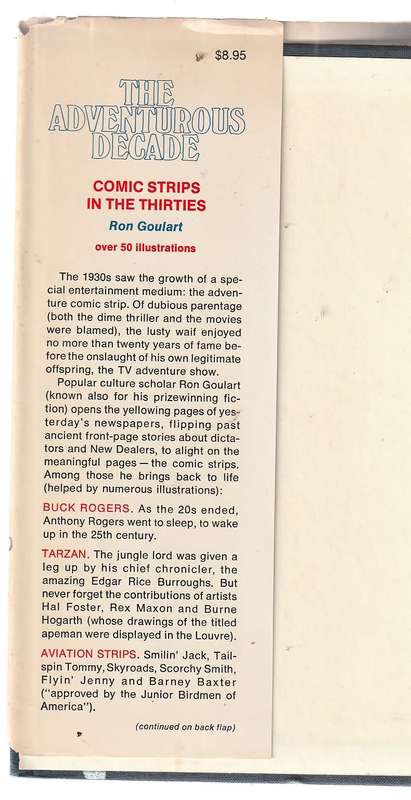 $8.95
THE
ADVENTUROUS
DECADE
COMIC STRIPS
IN THE THIRTIES
Ron Goulart
over 50 illustrations
The 1930s saw the growth of a spe-
cial entertainment medium: the adven-
ture comic strip. Of dubious parentage
(both the dime thriller and the movies
were blamed), the lusty waif enjoyed
no more than twenty years of fame be-
fore the onslaught of his own legitimate
offspring, the TV adventure show.
Popular culture scholar Ron Goulart
(known also for his prizewinning fic-
tion) opens the yellowing pages of yes-
terday's newspapers, flipping past
ancient front-page stories about dicta-
tors and New Dealers, to alight on the
meaningful pages—the comic strips.
Among those he brings back to life
(helped by numerous illustrations):
BUCK ROGERS. As the 20s ended,
Anthony Rogers went to sleep, to wake
up in the 25th century.
TARZAN. The jungle lord was given a
leg up by his chief chronicler, the
amazing Edgar Rice Burroughs. But
never forget the contributions of artists
Hal Foster, Rex Maxon and Burne
Hogarth (whose drawings of the titled
apeman were displayed in the Louvre).
AVIATION STRIPS. Smilin' Jack, Tail-
spin Tommy, Skyroads, Scorchy Smith,
Flyin' Jenny and Barney Baxter
("approved by the Junior Birdmen of
America").
(continued on back flap)